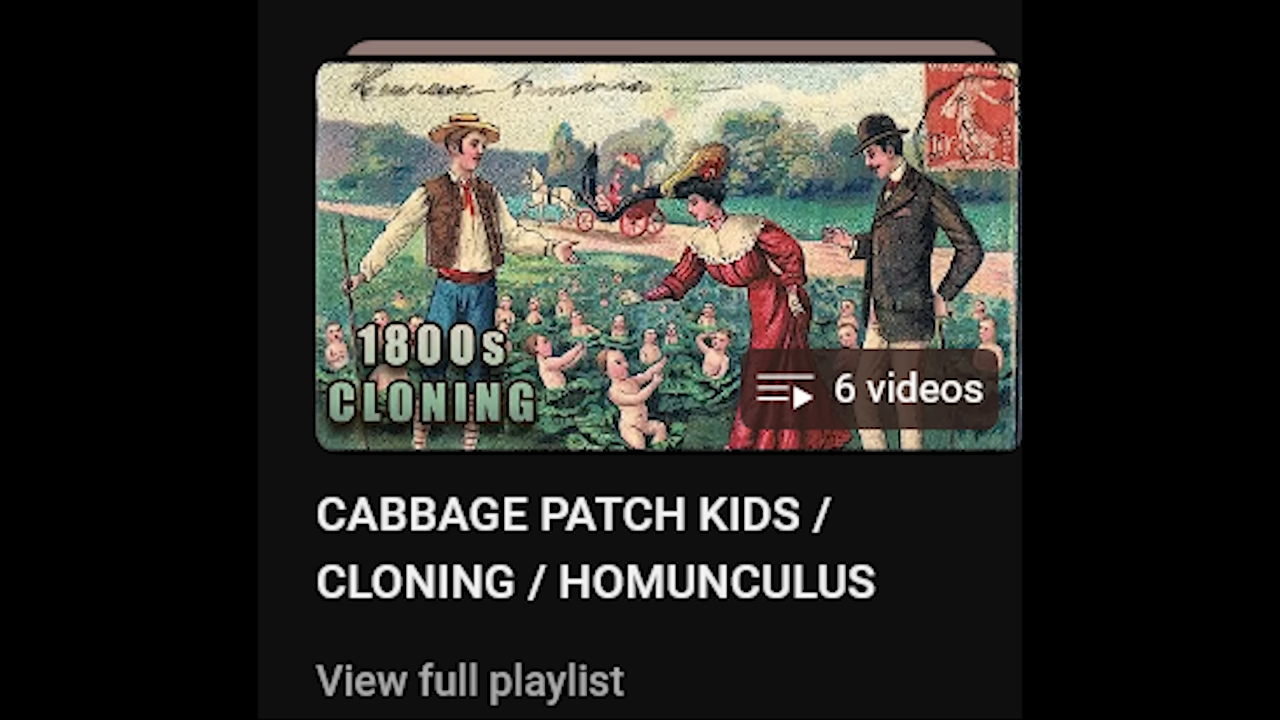 1800s
CLONING
6 videos
CABBAGE PATCH KIDS /
CLONING / HOMUNCULUS
View full playlist